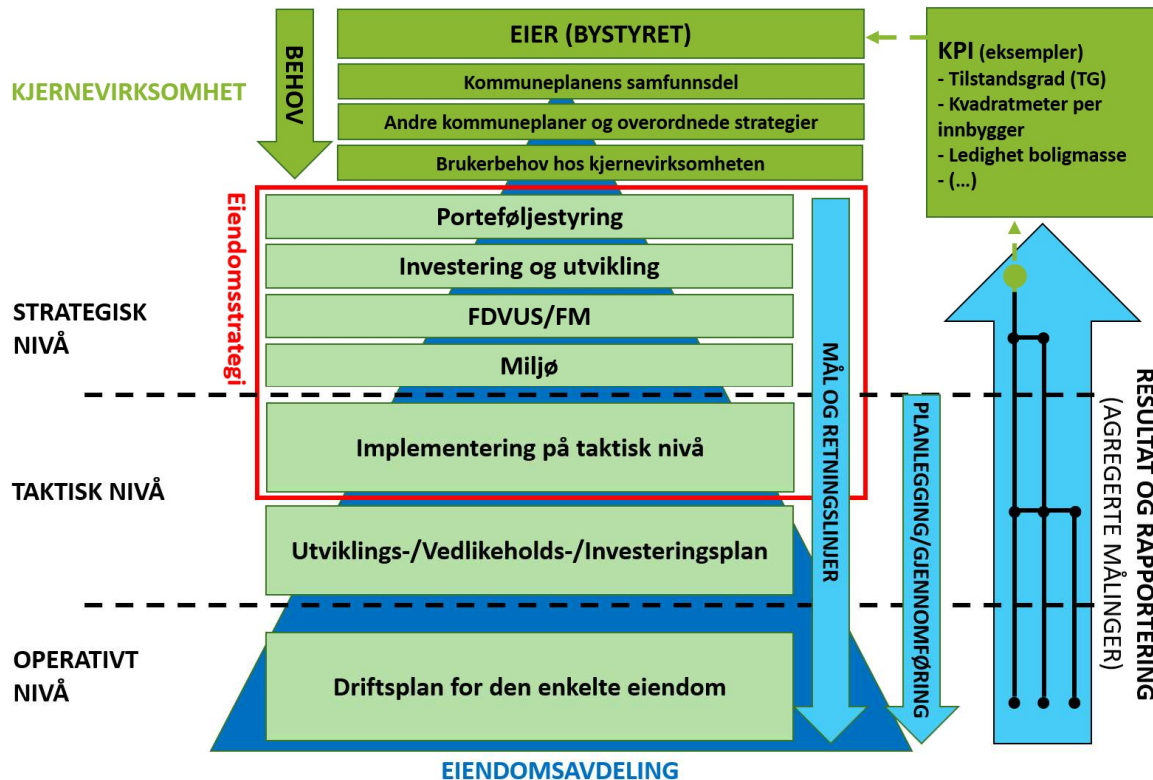 EIER (BYSTYRET)
Kommuneplanens samfunnsdel
Andre kommuneplaner og overordnede strategier
Brukerbehov hos kjernevirksomheten
KJERNEVIRKSOMHET
BEHOV
KPI (eksempler)
- Tilstandsgrad (TG)
- Kvadratmeter per
innbygger
- Ledighet boligmasse
- (...)
Eiendomsstrategi
Porteføljestyring
Investering og utvikling
FDVUS/FM
Miljø
STRATEGISK
NIVÅ
Implementering på taktisk nivå
TAKTISK NIVÅ
Utviklings-/Vedlikeholds-/Investeringsplan
OPERATIVT
NIVÅ
Driftsplan for den enkelte eiendom
MÅL OG RETNINGSLINJER
PLANLEGGING/GJENNOMFØRING
RESULTAT OG RAPPORTERING
(AGREGERTE MÅLINGER)
EIENDOMSAVDELING